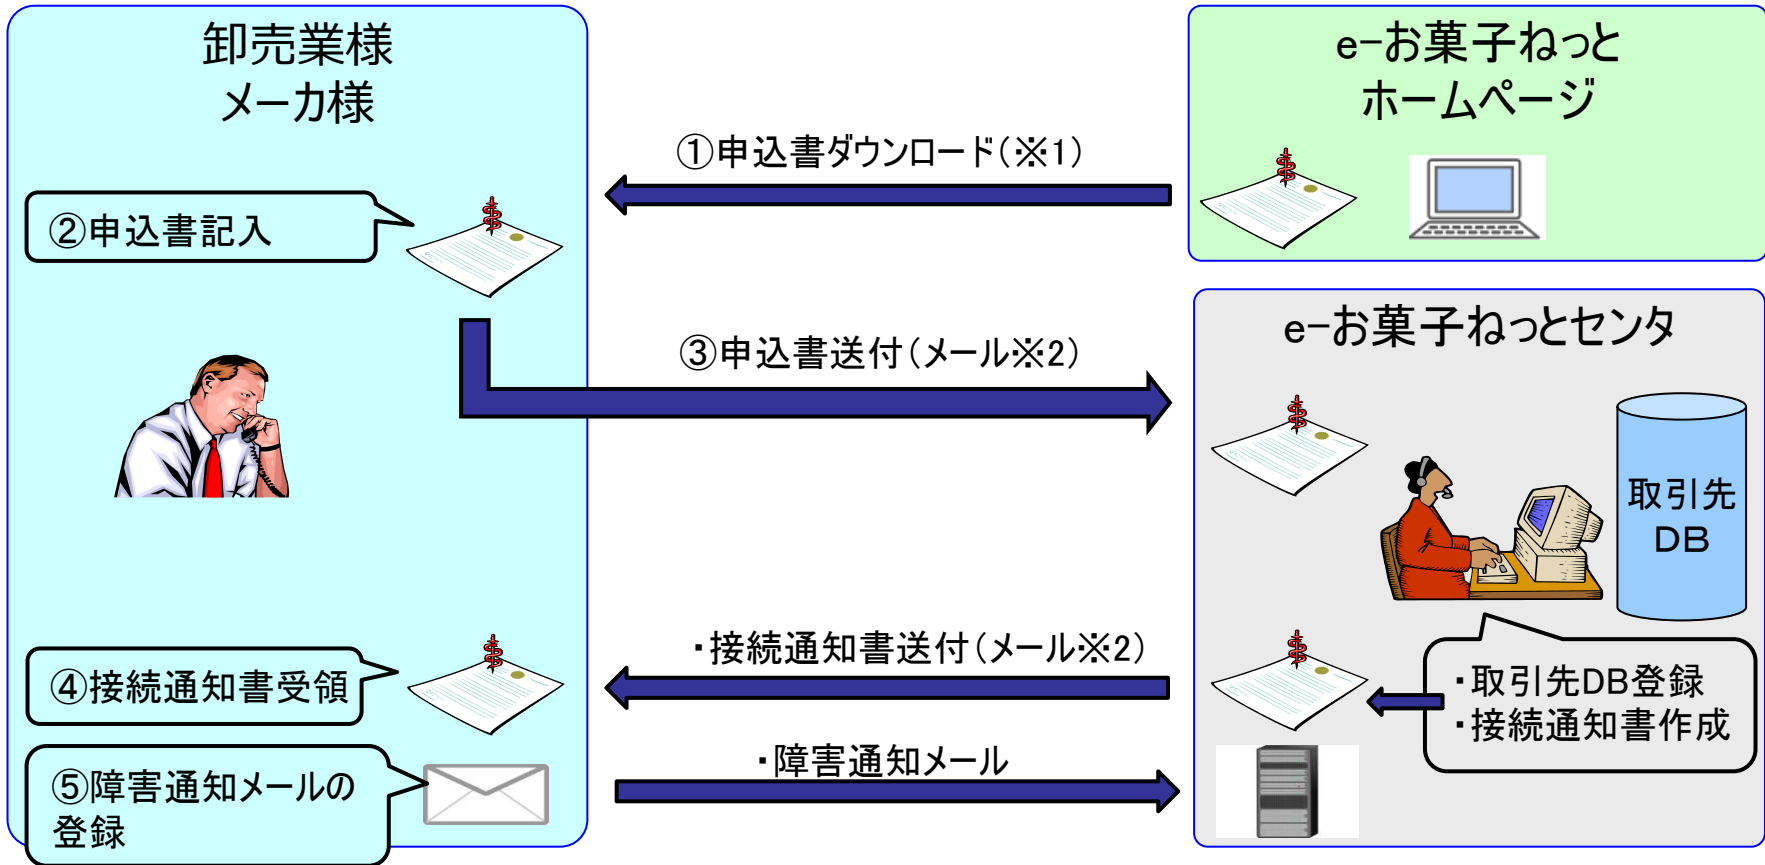 卸売業様
メーカ様
e-お菓子ねっと
ホームページ
①申込書ダウンロード(※1)
②申込書記入
③申込書送付(メール※2)
e-お菓子ねっとセンタ
取引先
DB
・接続通知書送付(メール※2)
④接続通知書受領
・取引先DB登録
・接続通知書作成
・障害通知メール
⑤障害通知メールの
登録